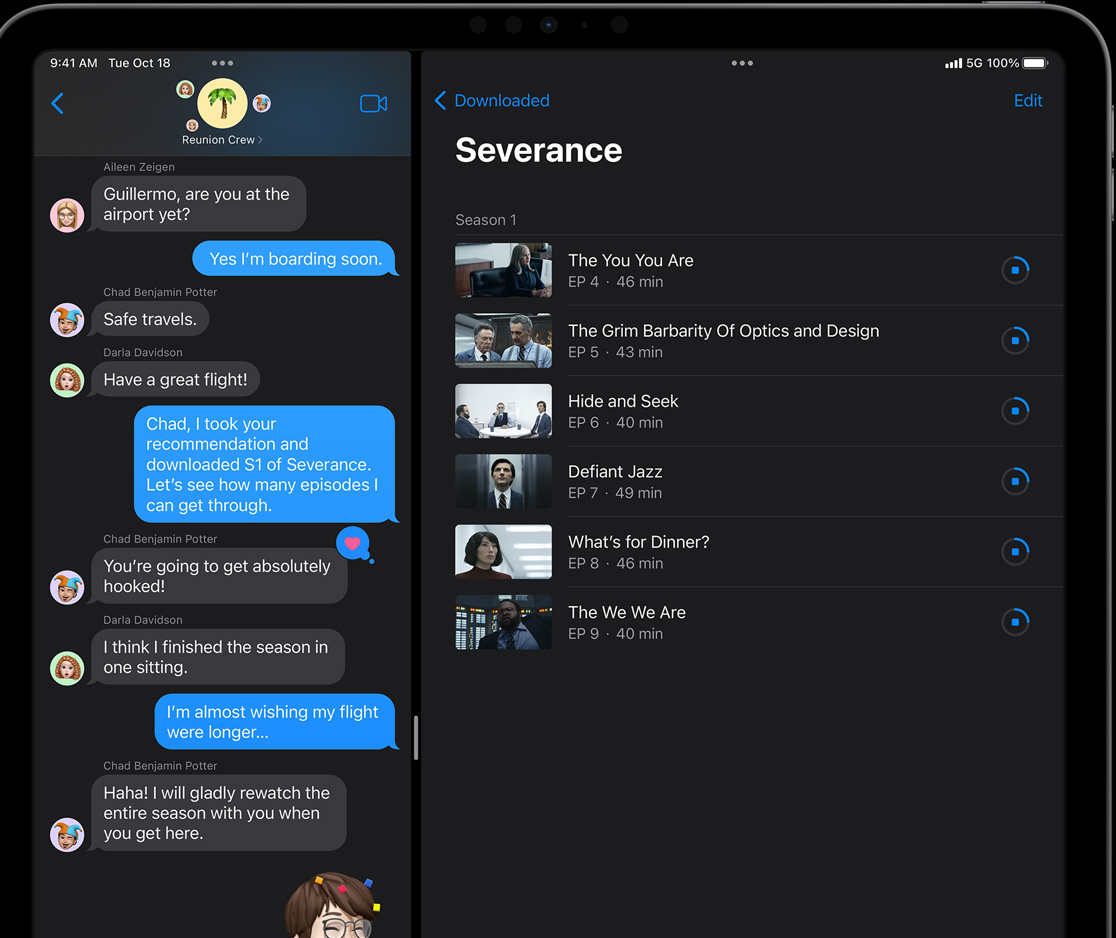 9:41 AM Tue Oct 18
Reunion Crew
Aileen Zeigen
Guillermo, are you at the
airport yet?
Yes I'm boarding soon.
Chad Benjamin Potter
Safe travels.
Darla Davidson
Have a great flight!
Chad, I took your
recommendation and
downloaded S1 of Severance.
Let's see how many episodes I
can get through.
Chad Benjamin Potter
You're going to get absolutely
hooked!
Darla Davidson
I think I finished the season in
one sitting.
I'm almost wishing my flight
were longer...
Chad Benjamin Potter
Haha! I will gladly rewatch the
entire season with you when
you get here.
5G 100%
Downloaded
Edit
Severance
Season 1
The You You Are
EP 4 · 46 min
The Grim Barbarity Of Optics and Design
EP 5 · 43 min
Hide and Seek
EP 6 · 40 min
Defiant Jazz
EP 7 · 49 min
What's for Dinner?
EP 8 · 46 min
The We We Are
EP 9 · 40 min